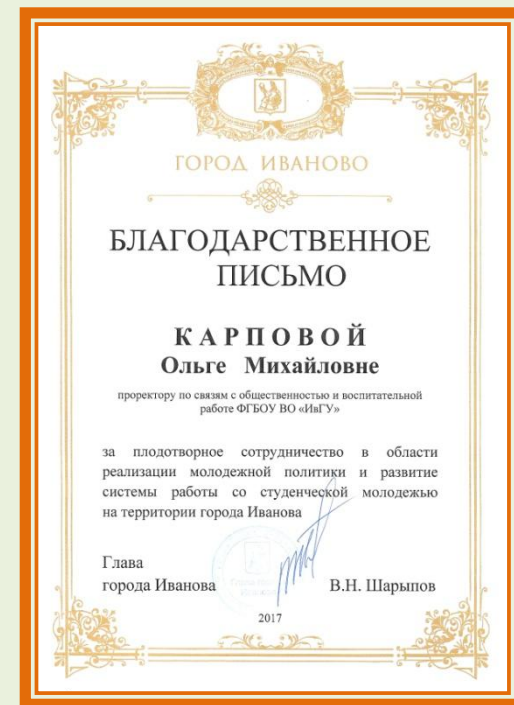 ГОРОД ИВАНОВО
БЛАГОДАРСТВЕННОЕ
ПИСЬМО
КАРПОВОЙ
Ольге Михайловне
проректору по связям с общественностью и воспитательной
работе ФГБОУ ВО «ИвГУ»
за плодотворное сотрудничество в области
реализации молодежной политики и развитие
системы работы со студенческой молодежью
на территории города Иванова
Глава
города Иванова
В.Н. Шарыпов
2017